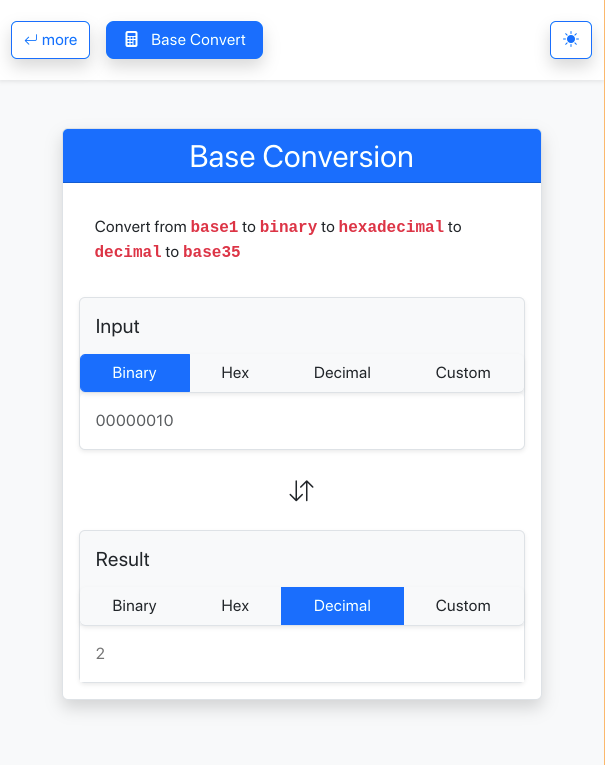 more
Base Convert
Base Conversion
Convert from base1 to binary to hexadecimal to
decimal to base35
Input
Binary Hex Decimal Custom
00000010
Result
Binary Hex Decimal Custom
2